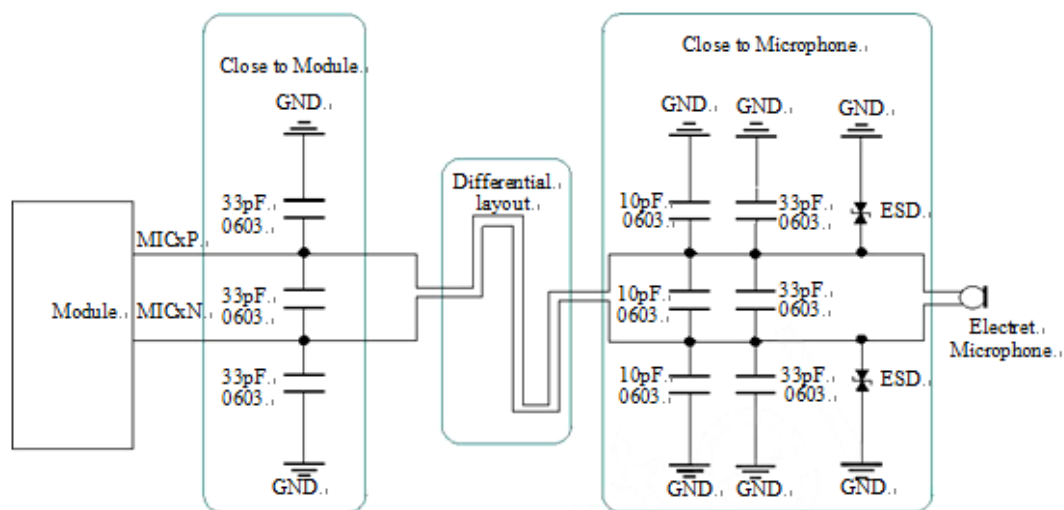 Close to Module.
GND.
33pF.
0603.
MICxP.
33pF.
0603.
MICxN.
Module.
33pF.
0603.
GND.
Differential.
layout.
Close to Microphone.
GND.
GND.
GND.
10pF.
0603.
33pF.
0603.
ESD.
10pF.
0603.
33pF.
0603.
Electret.
Microphone.
10pF.
0603.
33pF.
0603.
ESD.
GND.
GND.
GND.